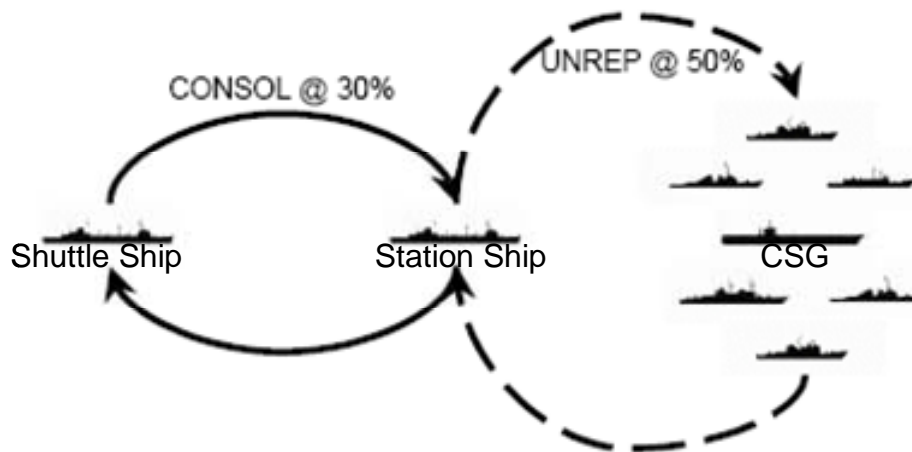 UNREP @ 50%
CONSOL @ 30%
Shuttle Ship
Station Ship
CSG